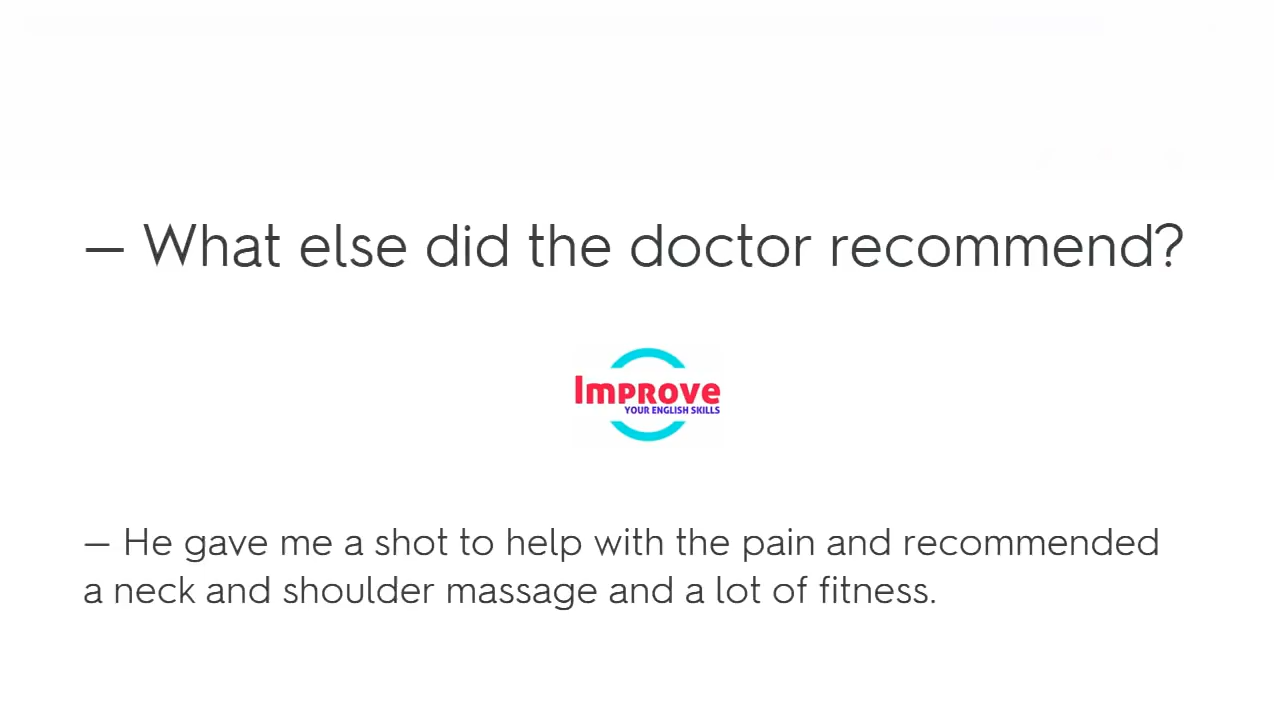 — What else did the doctor recommend?
Improve
YOUR ENGLISH SKILLS
— He gave me a shot to help with the pain and recommended
a neck and shoulder massage and a lot of fitness.